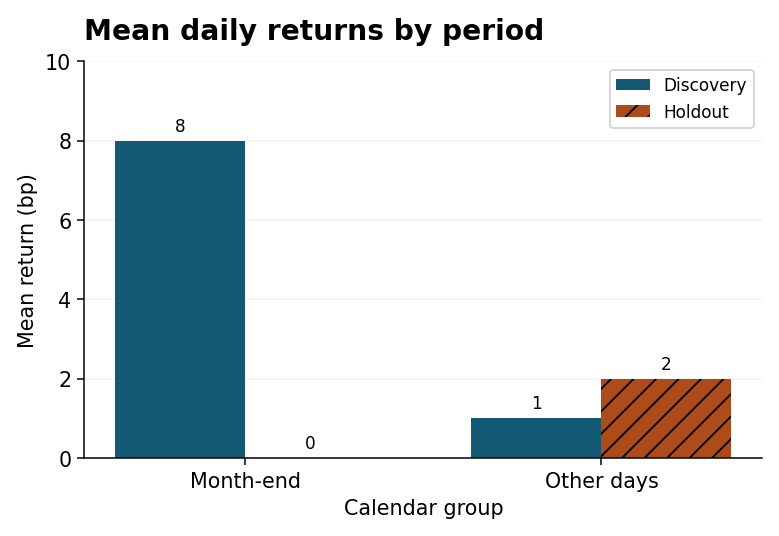 Mean daily returns by period
Mean return (bp)
10
8
6
4
2
0
8
0
1
2
Discovery
Holdout
Month-end
Other days
Calendar group